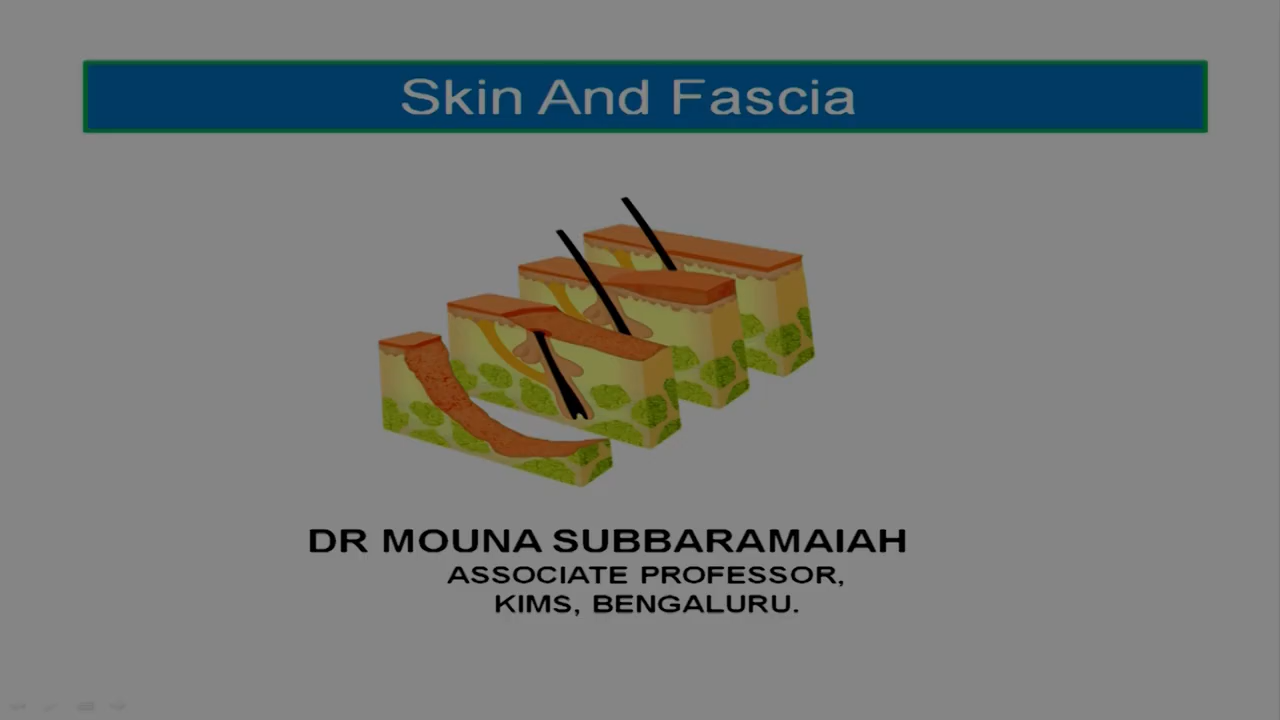 Skin And Fascia
DR MOUNA SUBBARAMAIAH
ASSOCIATE PROFESSOR,
KIMS, BENGALURU.